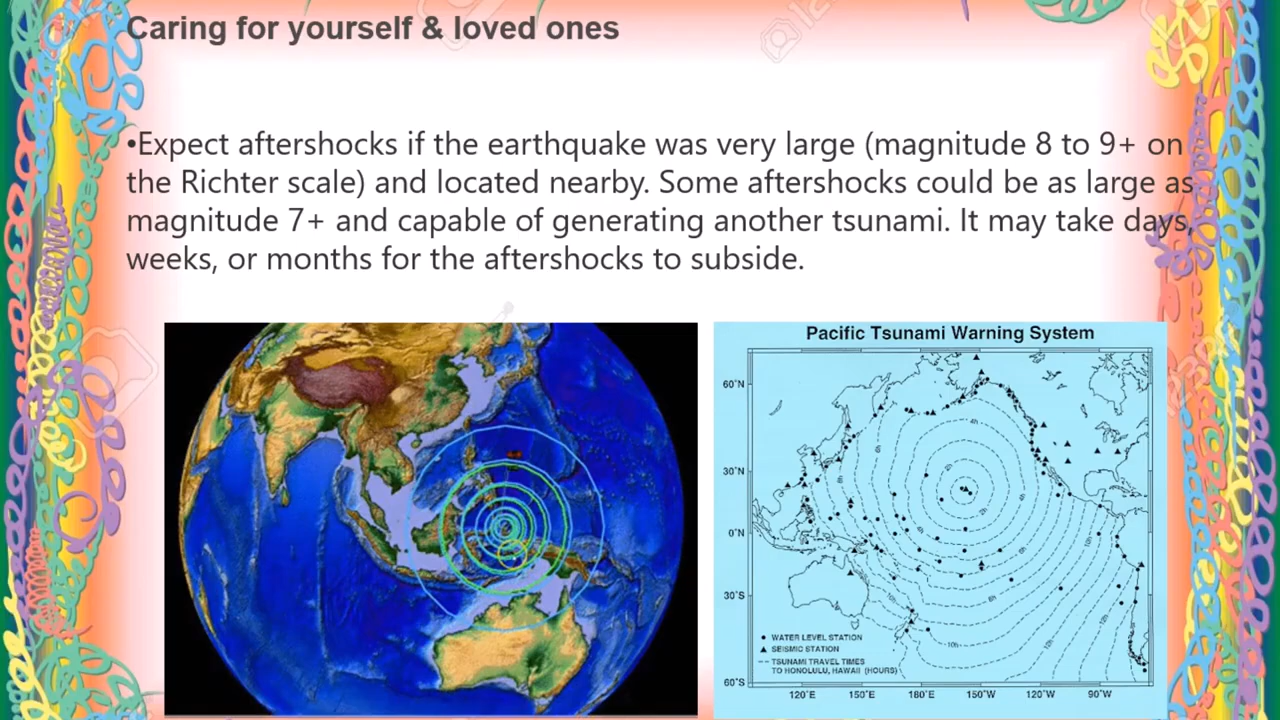 Caring for yourself & loved ones
•Expect aftershocks if the earthquake was very large (magnitude 8 to 9+ on
the Richter scale) and located nearby. Some aftershocks could be as large as
magnitude 7+ and capable of generating another tsunami. It may take days,
weeks, or months for the aftershocks to subside.
Pacific Tsunami Warning System
60°N
30°N
0°N
30°S
60°S
WATER LEVEL STATION
SEISMIC STATION
TSUNAMI TRAVEL TIMES
TO HONOLULU, HAWAII (HOURS)
10h
120°E 150°E 180°E 150°W 120°W 90°W